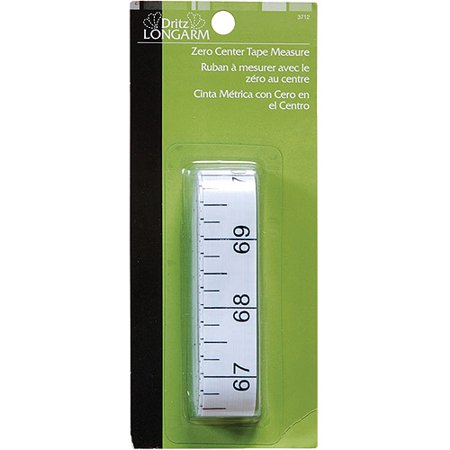 Dritz
LONGARM
3712
Zero Center Tape Measure
Ruban à mesurer avec le
zéro au centre
Cinta Métrica con Cero en
el Centro
69
68
67